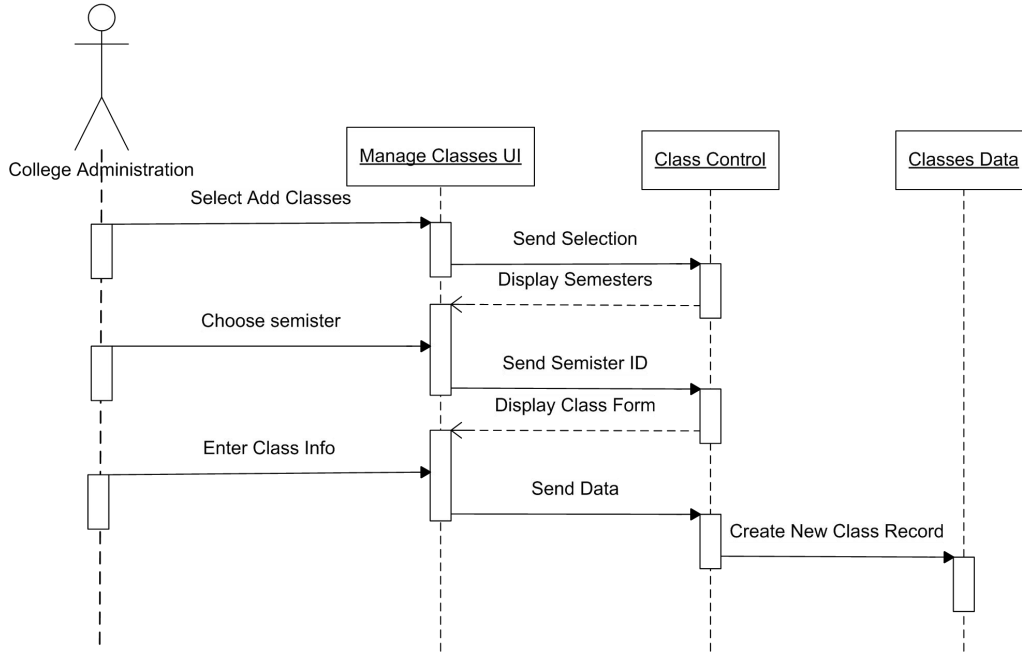 College Administration
Manage Classes UI
Class Control
Classes Data
Select Add Classes
Send Selection
Display Semesters
Choose semister
Send Semister ID
Display Class Form
Enter Class Info
Send Data
Create New Class Record